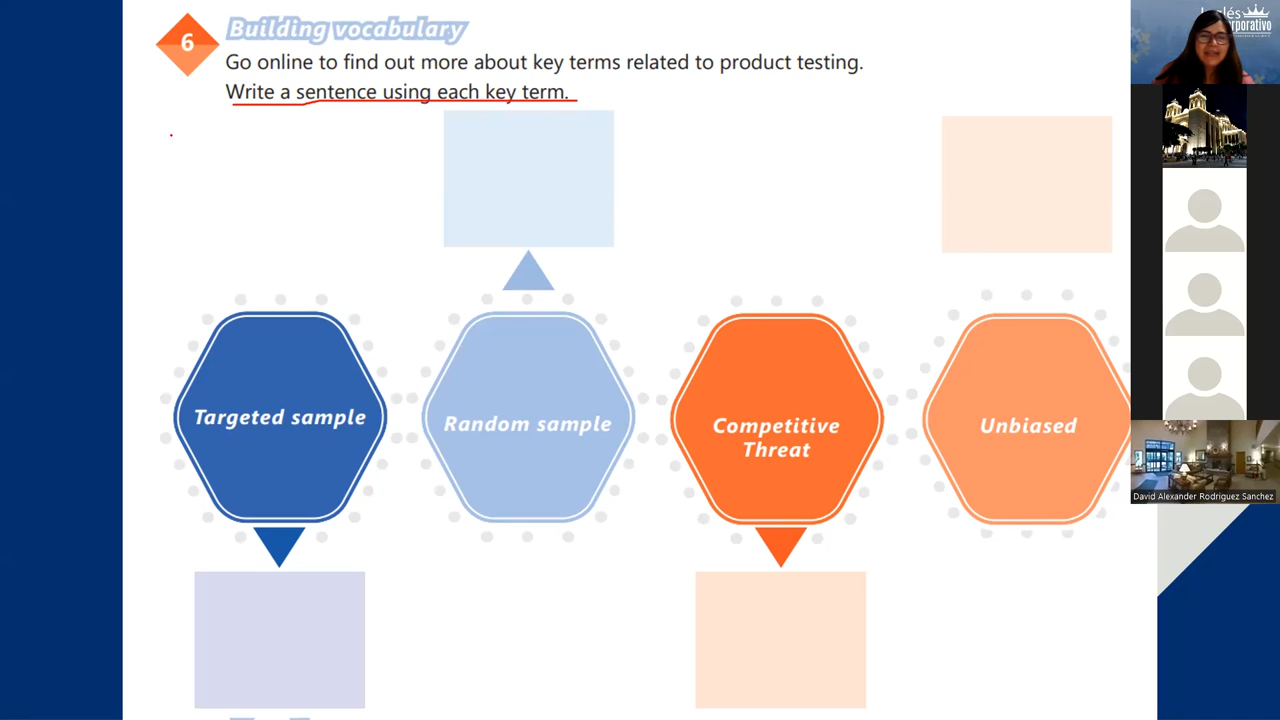 6
Building vocabulary
Go online to find out more about key terms related to product testing.
Write a sentence using each key term.
Targeted sample
Random sample
Competitive
Threat
Unbiased
David Alexander Rodriguez Sanchez